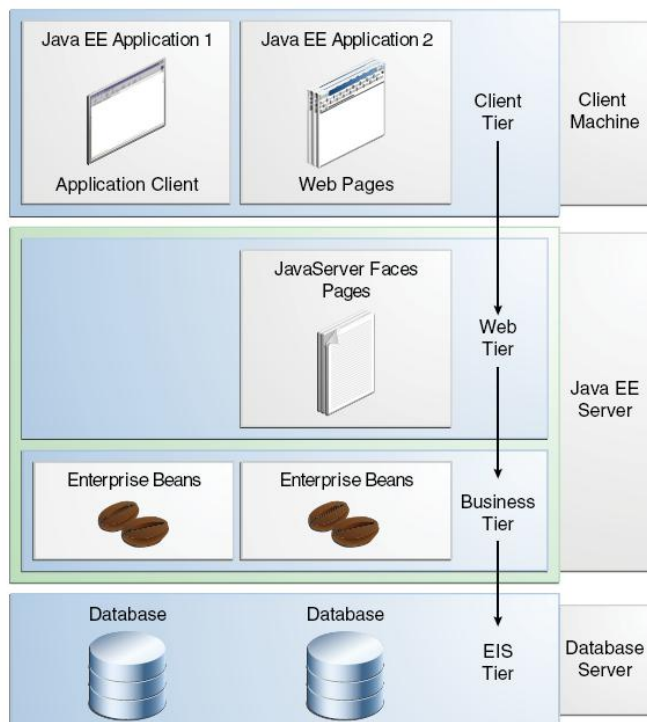 Java EE Application 1
Java EE Application 2
Application Client
Web Pages
Client
Tier
Client
Machine
JavaServer Faces
Pages
Web
Tier
Java EE
Server
Enterprise Beans
Enterprise Beans
Business
Tier
Database
Database
EIS
Tier
Database
Server